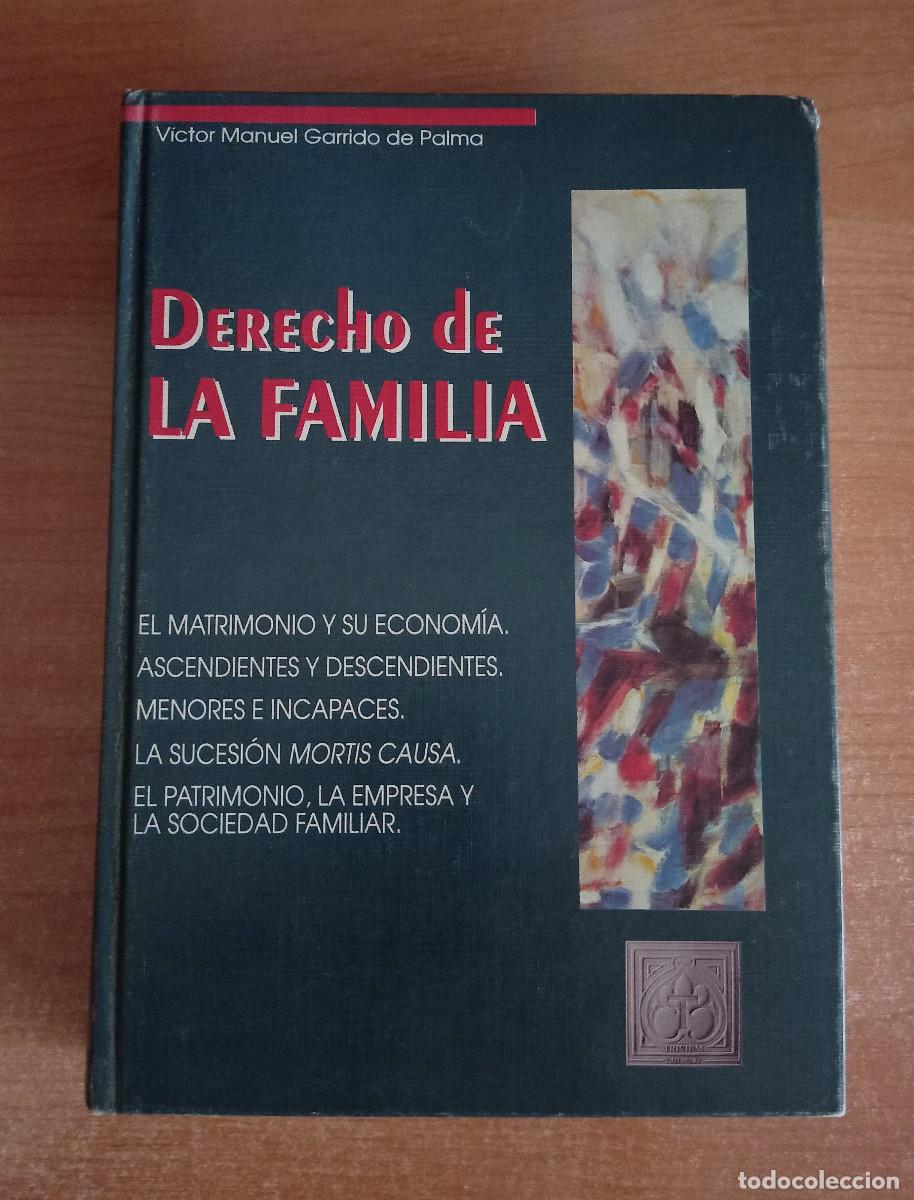 Víctor Manuel Garrido de Palma
DERECHO dE
LA FAMILIA
EL MATRIMONIO Y SU ECONOMÍA.
ASCENDIENTES Y DESCENDIENTES.
MENORES E INCAPACES.
LA SUCESIÓN MORTIS CAUSA.
EL PATRIMONIO, LA EMPRESA Y
LA SOCIEDAD FAMILIAR.
todocoleccion